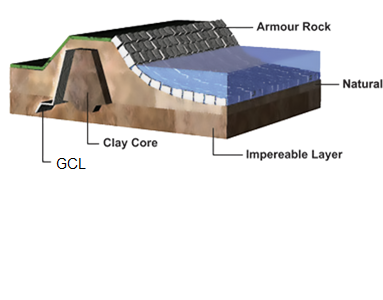 Armour Rock
Natural
Clay Core
Impereable Layer
GCL